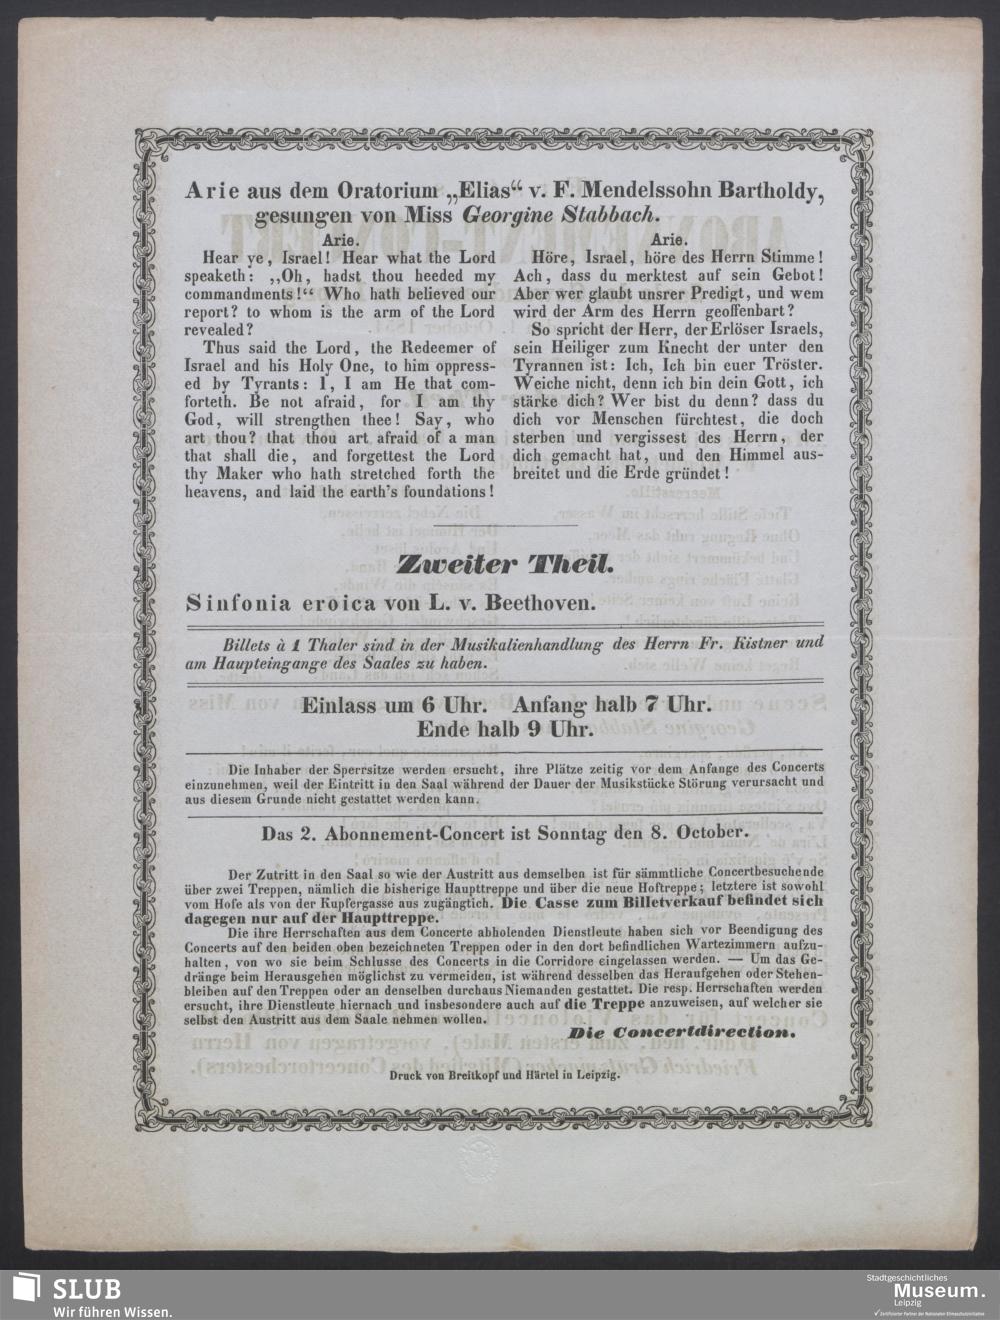 Arie aus dem Oratorium „Elias“ v. F. Mendelssohn Bartholdy,
gesungen von Miss Georgine Stabbach.
Arie.
Hear ye, Israel! Hear what the Lord
speaketh: ,,Oh, hadst thou heeded my
commandments!“ Who hath believed our
report? to whom is the arm of the Lord
revealed?
Thus said the Lord, the Redeemer of
Israel and his Holy One, to him oppress-
ed by Tyrants: I, I am He that com-
forteth. Be not afraid, for I am thy
God, will strengthen thee! Say, who
art thou? that thou art afraid of a man
that shall die, and forgettest the Lord
thy Maker who hath stretched forth the
heavens, and laid the earth's foundations!
Arie.
Höre, Israel, höre des Herrn Stimme!
Ach, dass du merktest auf sein Gebot!
Aber wer glaubt unsrer Predigt, und wem
wird der Arm des Herrn geoffenbart?
So spricht der Herr, der Erlöser Israels,
sein Heiliger zum Knecht der unter den
Tyrannen ist: Ich, Ich bin euer Tröster.
Weiche nicht, denn ich bin dein Gott, ich
stärke dich? Wer bist du denn? dass du
dich vor Menschen fürchtest, die doch
sterben und vergissest des Herrn, der
dich gemacht hat, und den Himmel aus-
breitet und die Erde gründet!
Zweiter Theil.
Sinfonia eroica von L. v. Beethoven.
Billets à 1 Thaler sind in der Musikalienhandlung des Herrn Fr. Kistner und
am Haupteingange des Saales zu haben.
Einlass um 6 Uhr. Anfang halb 7 Uhr.
Ende halb 9 Uhr.
Die Inhaber der Sperrsitze werden ersucht, ihre Plätze zeitig vor dem Anfange des Concerts
einzunehmen, weil der Eintritt in den Saal während der Dauer der Musikstücke Störung verursacht und
aus diesem Grunde nicht gestattet werden kann.
Das 2. Abonnement-Concert ist Sonntag den 8. October.
Der Zutritt in den Saal so wie der Austritt aus demselben ist für sämmtliche Concertbesuchende
über zwei Treppen, nämlich die bisherige Haupttreppe und über die neue Hoftreppe; letztere ist sowohl
vom Hofe als von der Kupfergasse aus zugängtich. Die Casse zum Billetverkauf befindet sich
dagegen nur auf der Haupttreppe.
Die ihre Herrschaften aus dem Concerte abholenden Dienstleute haben sich vor Beendigung des
Concerts auf den beiden oben bezeichneten Treppen oder in den dort befindlichen Wartezimmern aufzu-
halten, von wo sie beim Schlusse des Concerts in die Corridore eingelassen werden. — Um das Ge-
dränge beim Herausgehen möglichst zu vermeiden, ist während desselben das Heraufgehen oder Stehen-
bleiben auf den Treppen oder an denselben durchaus Niemanden gestattet. Die resp. Herrschaften werden
ersucht, ihre Dienstleute hiernach und insbesondere auch auf die Treppe anzuweisen, auf welcher sie
selbst den Austritt aus dem Saale nehmen wollen.
Die Concertdirection.
Druck von Breitkopf und Härtel in Leipzig.
SLUB
Wir führen Wissen.
Stadtgeschichtliches
Museum.
Leipzig
✓ Zertifizierter Partner der Nationalen Klimaschutzinitiative